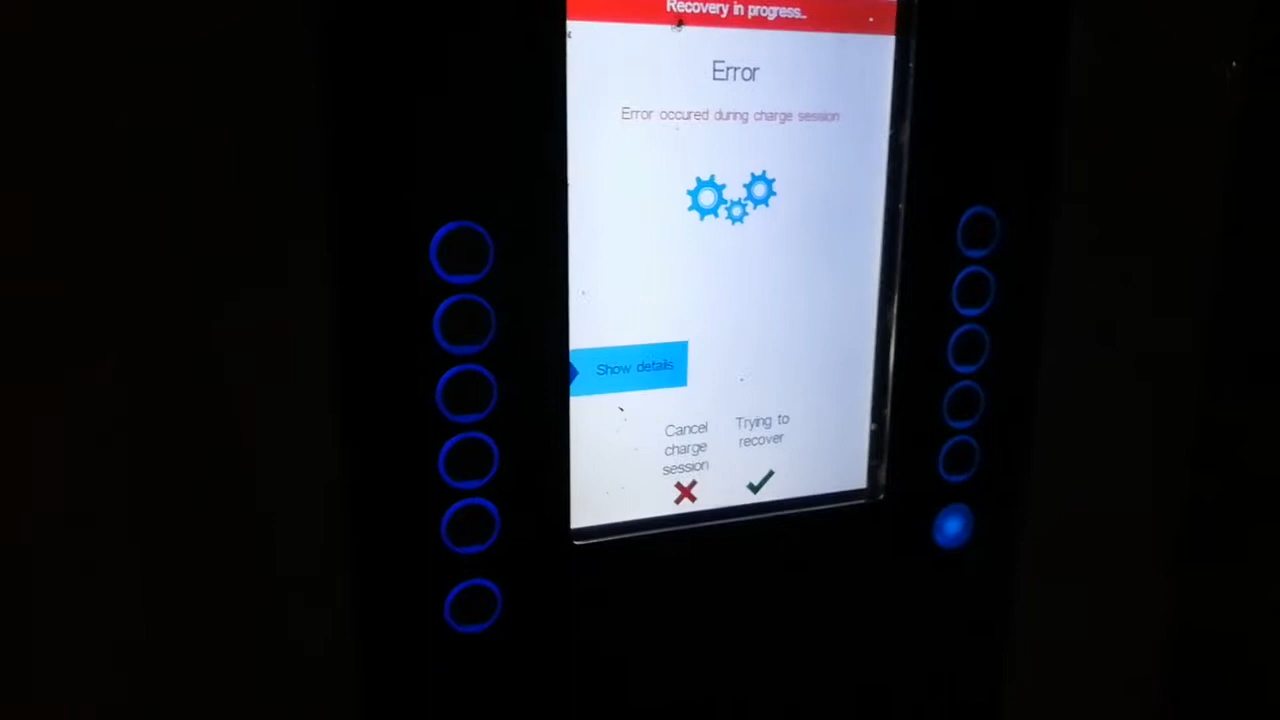 Recovery in progress..
Error
Error occured during charge session
Show details
Cancel
charge
session
Trying to
recover